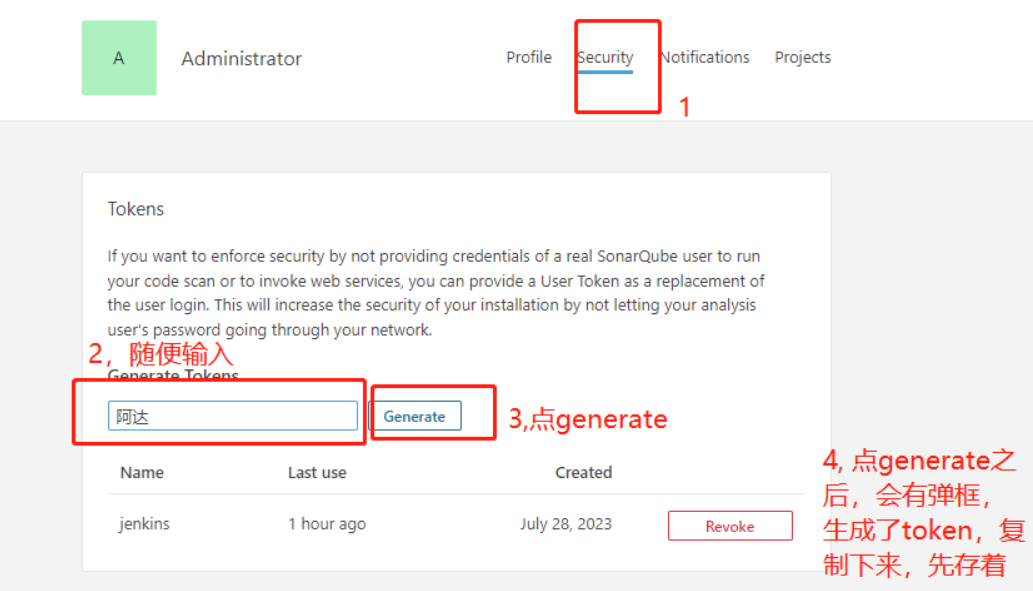 A
Administrator
Profile
Security
Notifications
Projects
1
Tokens
If you want to enforce security by not providing credentials of a real SonarQube user to run
your code scan or to invoke web services, you can provide a User Token as a replacement of
the user login. This will increase the security of your installation by not letting your analysis
user's password going through your network.
2，随便输入
Generate Tokens
阿达
Generate
3,点generate
Name
Last use
Created
jenkins
1 hour ago
July 28, 2023
Revoke
4, 点generate之
后，会有弹框，
生成了token，复
制下来，先存着